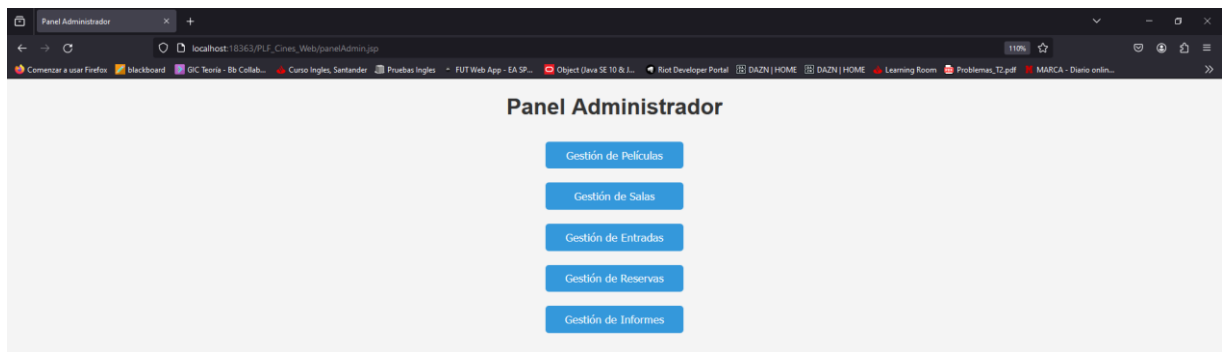 Panel Administrador
localhost:18363/PLF_Cines_Web/panelAdmin.jsp 110%
Comenzar a usar Firefox blackboard GIC Teoría - Bb Collab... Curso Ingles, Santander Pruebas Ingles FUT Web App - EA SP... Object (Java SE 10 & J... Riot Developer Portal DAZN | HOME DAZN | HOME Learning Room Problemas_T2.pdf MARCA - Diario onlin...
Panel Administrador
Gestión de Películas
Gestión de Salas
Gestión de Entradas
Gestión de Reservas
Gestión de Informes